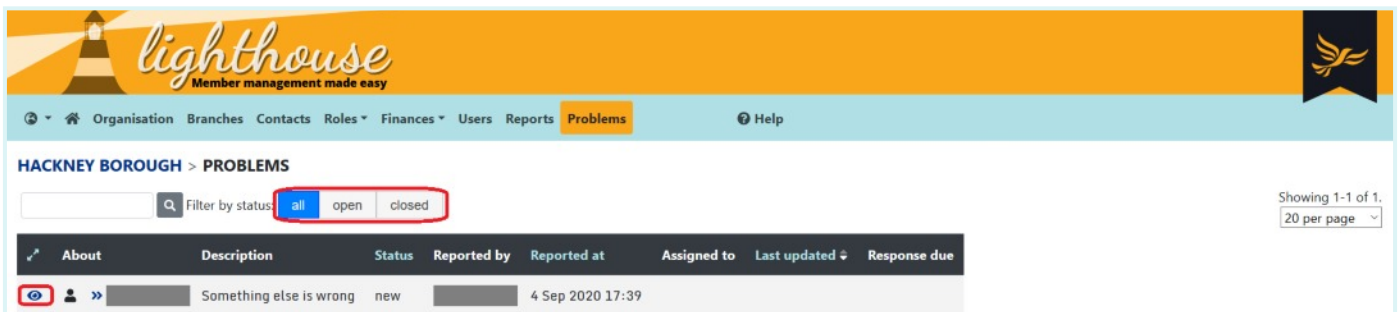 lighthouse
Member management made easy
Organisation Branches Contacts Roles Finances Users Reports Problems Help
HACKNEY BOROUGH > PROBLEMS
Filter by status: all open closed
Showing 1-1 of 1.
20 per page
About Description Status Reported by Reported at Assigned to Last updated Response due
Something else is wrong new 4 Sep 2020 17:39